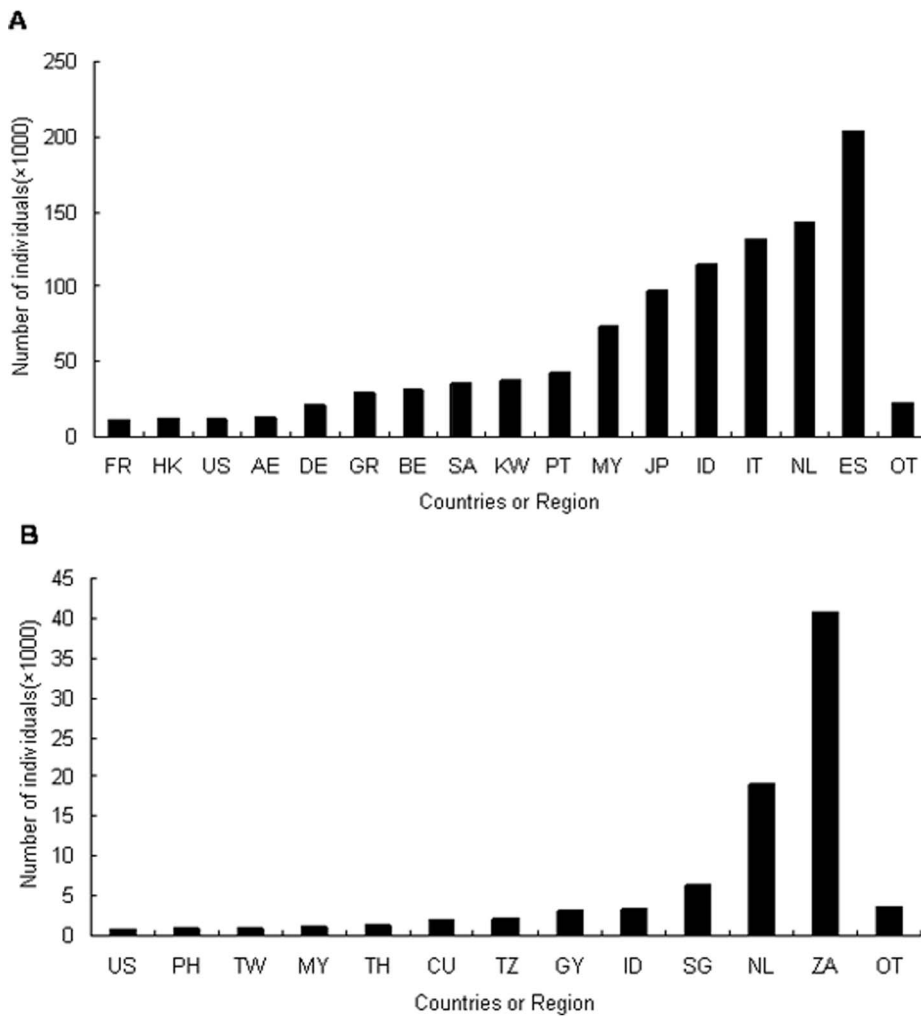 A
Number of individuals(×1000)
250
200
150
100
50
0
FR HK US AE DE GR BE SA KW PT MY JP ID IT NL ES OT
Countries or Region
B
Number of individuals(×1000)
45
40
35
30
25
20
15
10
5
0
US PH TW MY TH CU TZ GY ID SG NL ZA OT
Countries or Region